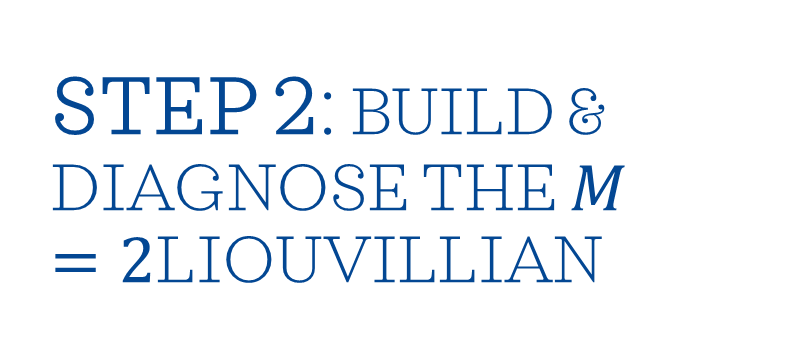 STEP 2: BUILD &
DIAGNOSE THE M
= 2LIOUVILLIAN